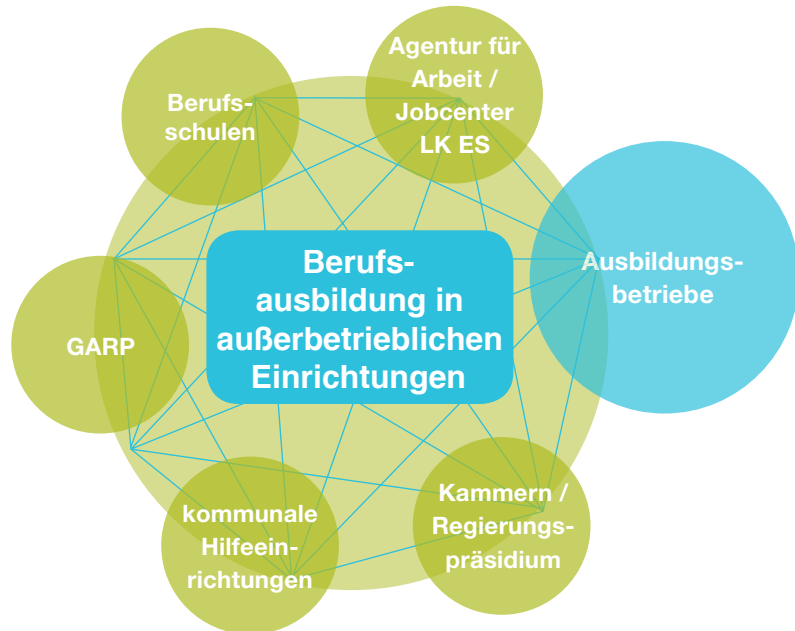 Agentur für
Arbeit /
Jobcenter
LK ES
Berufs-
schulen
Ausbildungs-
betriebe
Berufs-
ausbildung in
außerbetrieblichen
Einrichtungen
GARP
Kammern /
Regierungs-
präsidium
kommunale
Hilfeein-
richtungen